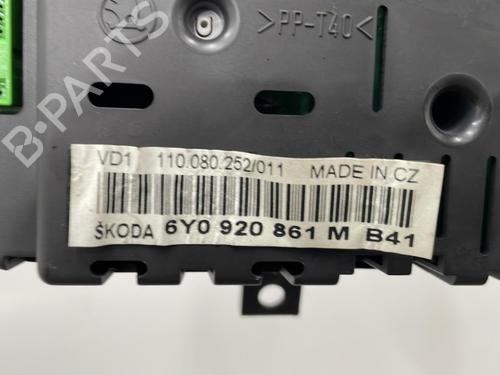 >PP-T40<
B-PARTS
VD1 110.080.252/011 MADE IN CZ
ŠKODA 6Y0 920 861 M B41